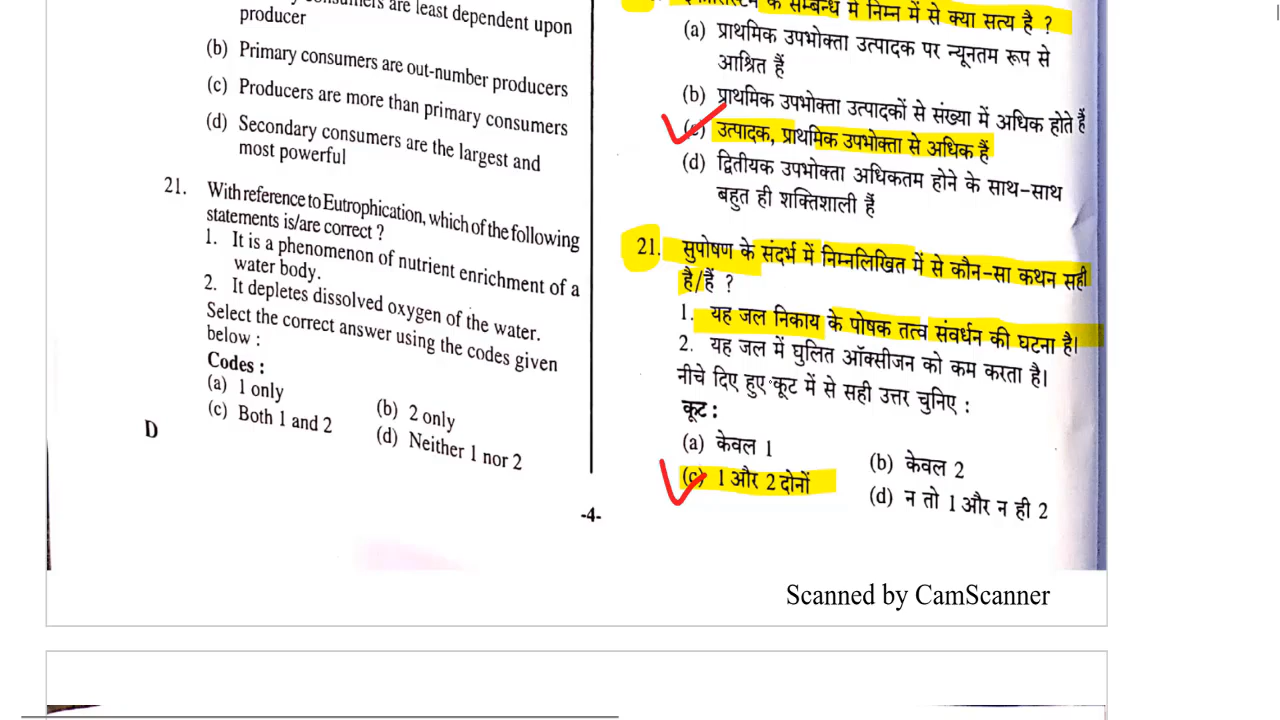 are least dependent upon
producer
(b) Primary consumers are out-number producers
(c) Producers are more than primary consumers
(d) Secondary consumers are the largest and
most powerful
21. With reference to Eutrophication, which of the following
statements is/are correct ?
1. It is a phenomenon of nutrient enrichment of a
water body.
2. It depletes dissolved oxygen of the water.
Select the correct answer using the codes given
below :
Codes :
(a) 1 only
(b) 2 only
(c) Both 1 and 2
(d) Neither 1 nor 2
D
के सम्बन्ध में निम्न में से क्या सत्य है ?
(a) प्राथमिक उपभोक्ता उत्पादक पर न्यूनतम रूप से
आश्रित हैं
(b) प्राथमिक उपभोक्ता उत्पादकों से संख्या में अधिक होते हैं
(c) उत्पादक, प्राथमिक उपभोक्ता से अधिक हैं
(d) द्वितीयक उपभोक्ता अधिकतम होने के साथ-साथ
बहुत ही शक्तिशाली हैं
21. सुपोषण के संदर्भ में निम्नलिखित में से कौन-सा कथन सही
है/हैं ?
1. यह जल निकाय के पोषक तत्व संवर्धन की घटना है।
2. यह जल में घुलित ऑक्सीजन को कम करता है।
नीचे दिए हुए कूट में से सही उत्तर चुनिए :
कूट :
(a) केवल 1
(b) केवल 2
(c) 1 और 2 दोनों
(d) न तो 1 और न ही 2
-4-
Scanned by CamScanner